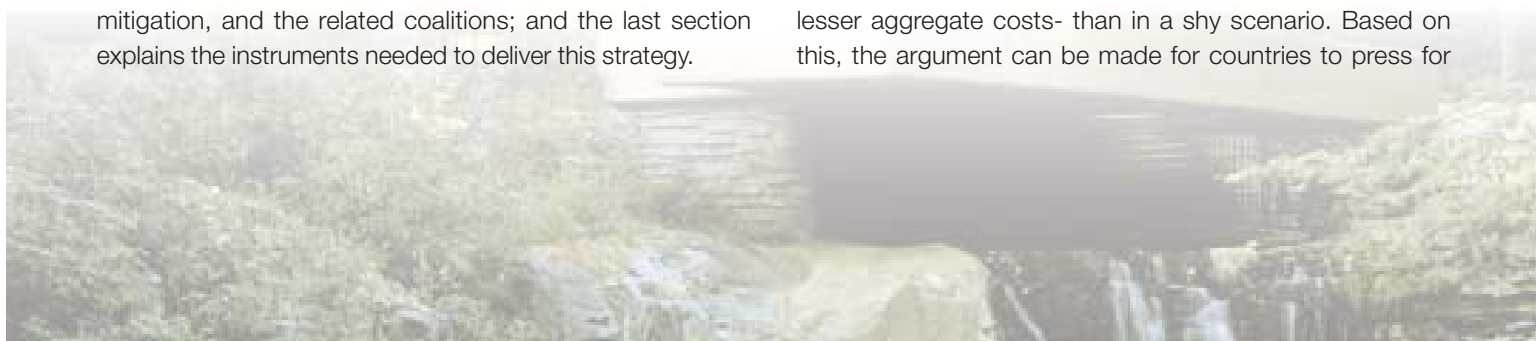 mitigation, and the related coalitions; and the last section
explains the instruments needed to deliver this strategy.
lesser aggregate costs- than in a shy scenario. Based on
this, the argument can be made for countries to press for